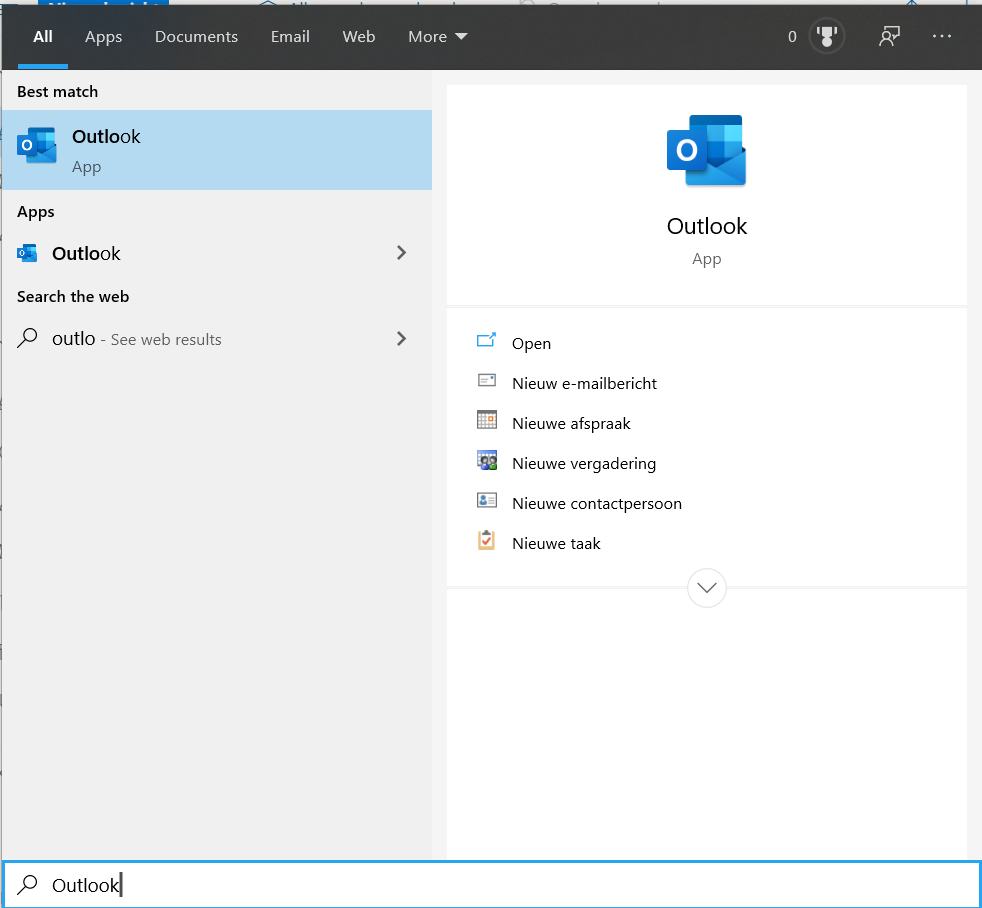 All Apps Documents Email Web More 0
Best match
Outlook
App
Apps
Outlook
Search the web
outlo - See web results
Outlook
App
Open
Nieuw e-mailbericht
Nieuwe afspraak
Nieuwe vergadering
Nieuwe contactpersoon
Nieuwe taak
Outlook